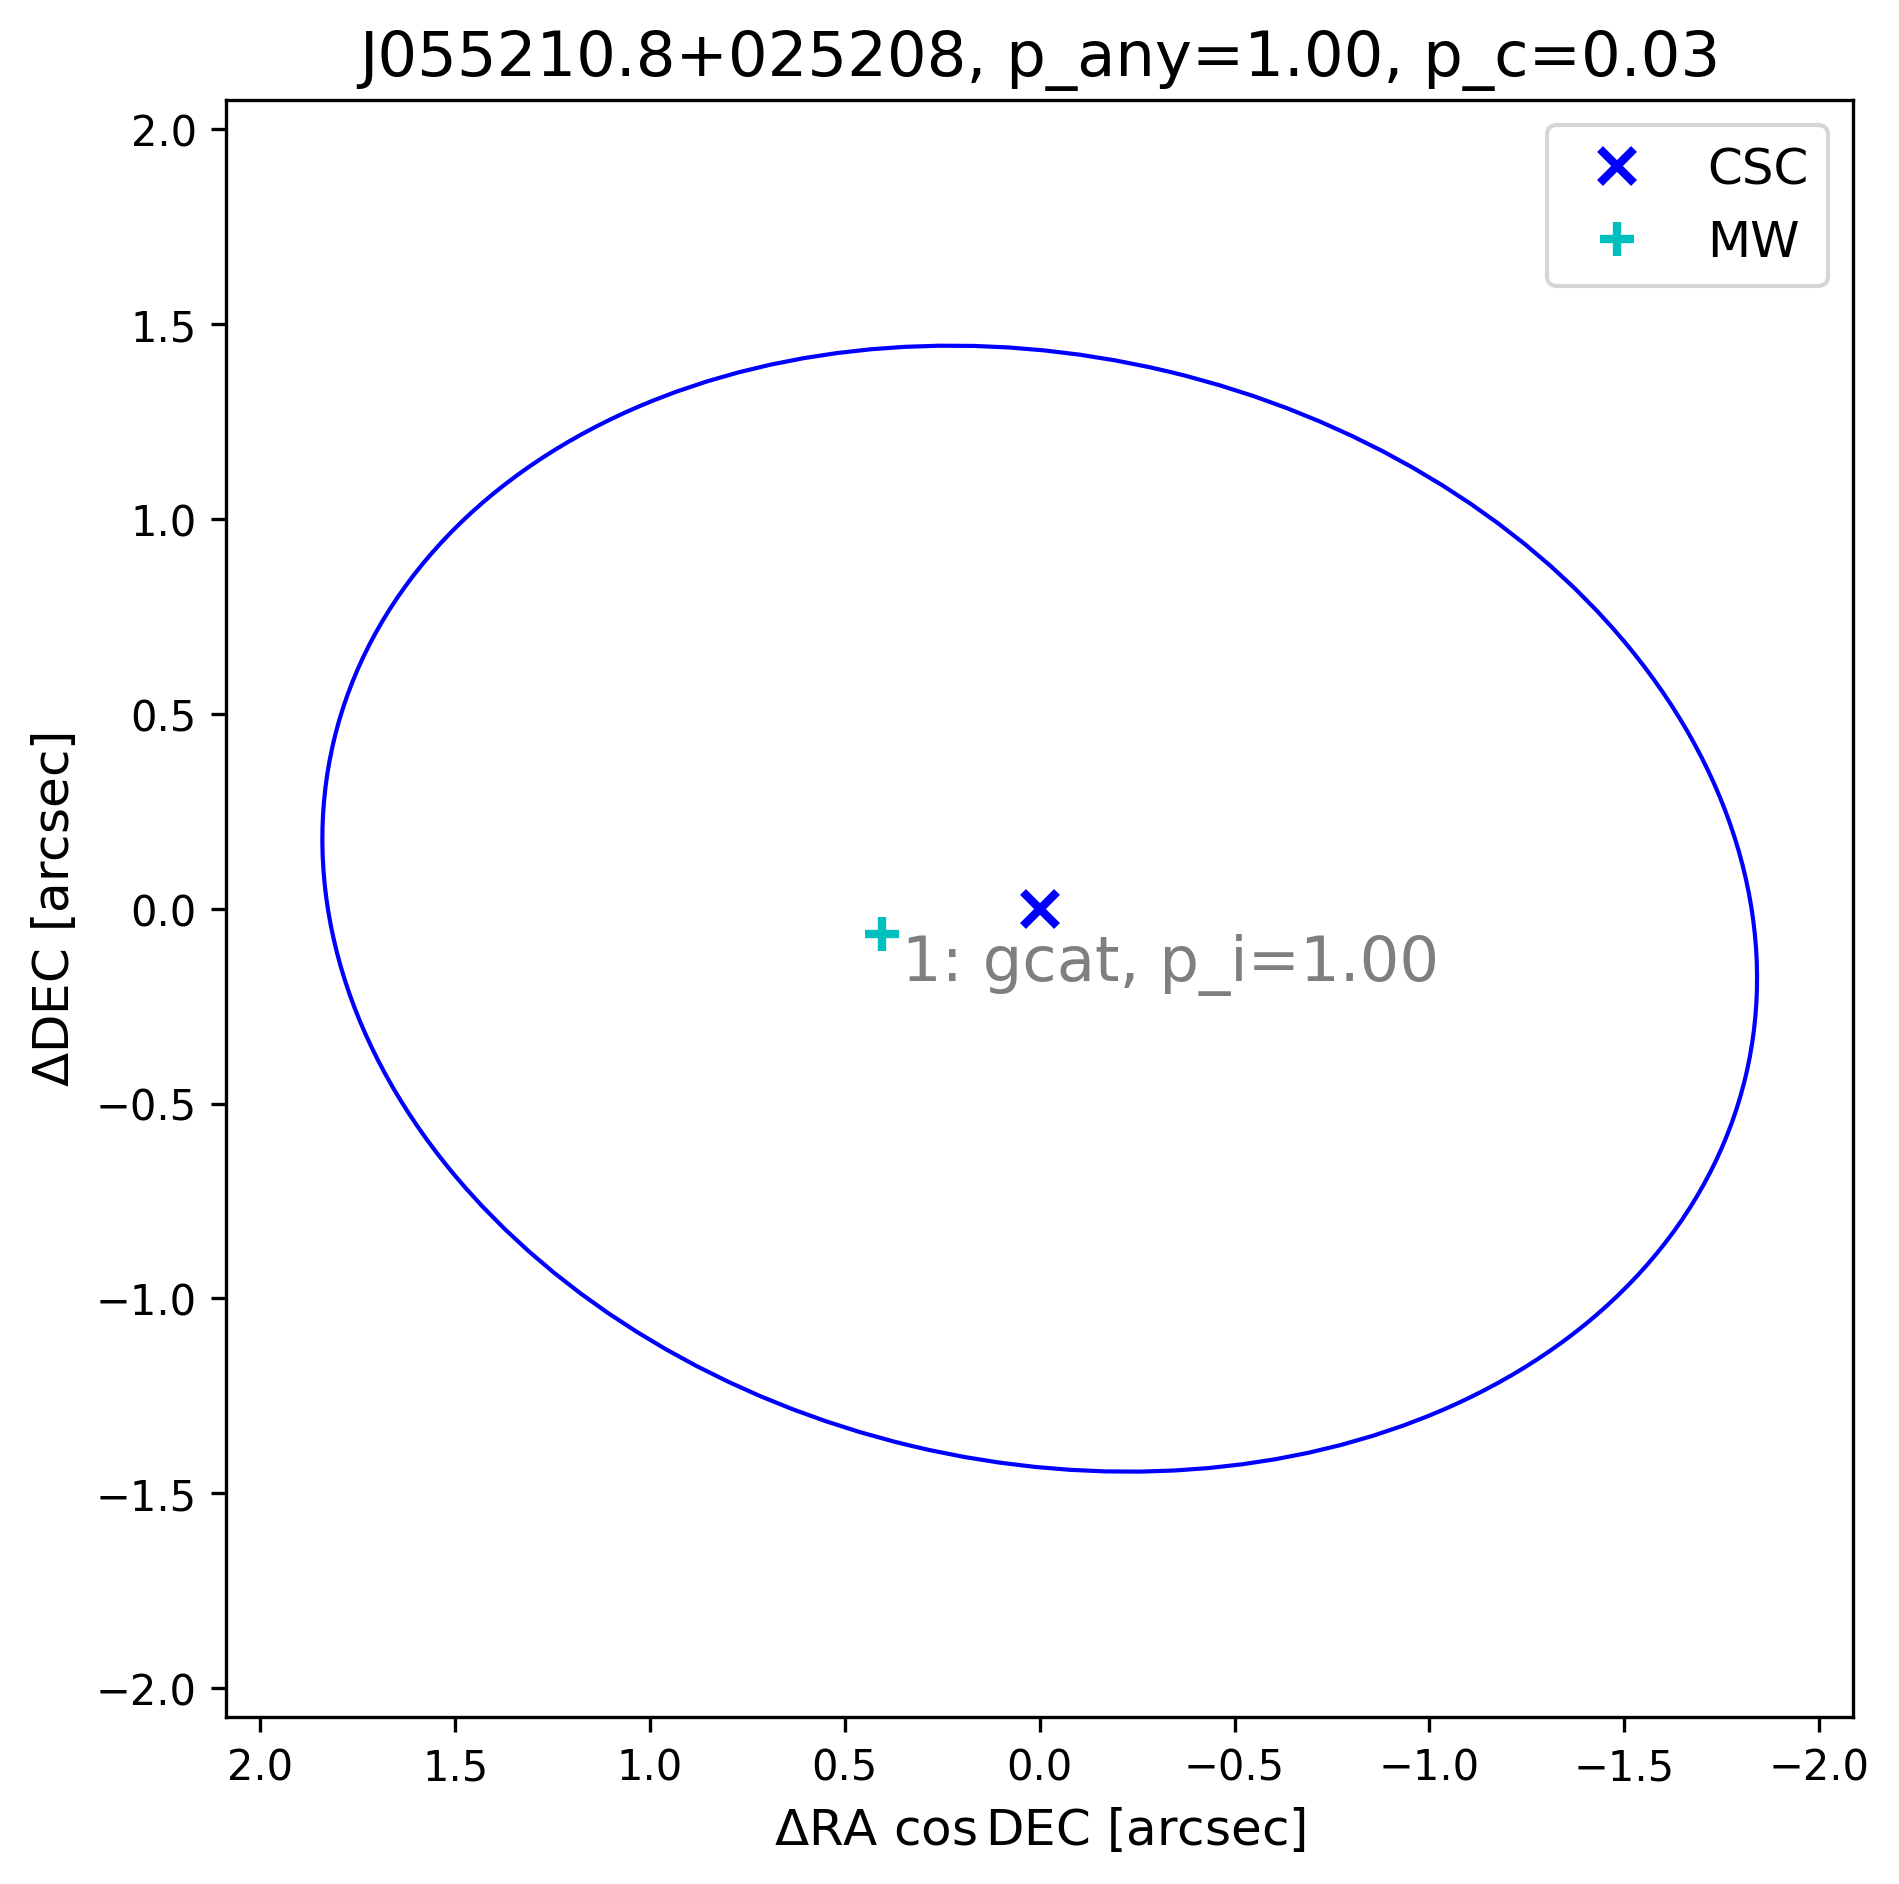 J055210.8+025208, p_any=1.00, p_c=0.03
CSC
MW
2.0
1.5
1.0
0.5
0.0
−0.5
−1.0
−1.5
−2.0
ΔDEC [arcsec]
1: gcat, p_i=1.00
2.0 1.5 1.0 0.5 0.0 −0.5 −1.0 −1.5 −2.0
ΔRA cos DEC [arcsec]